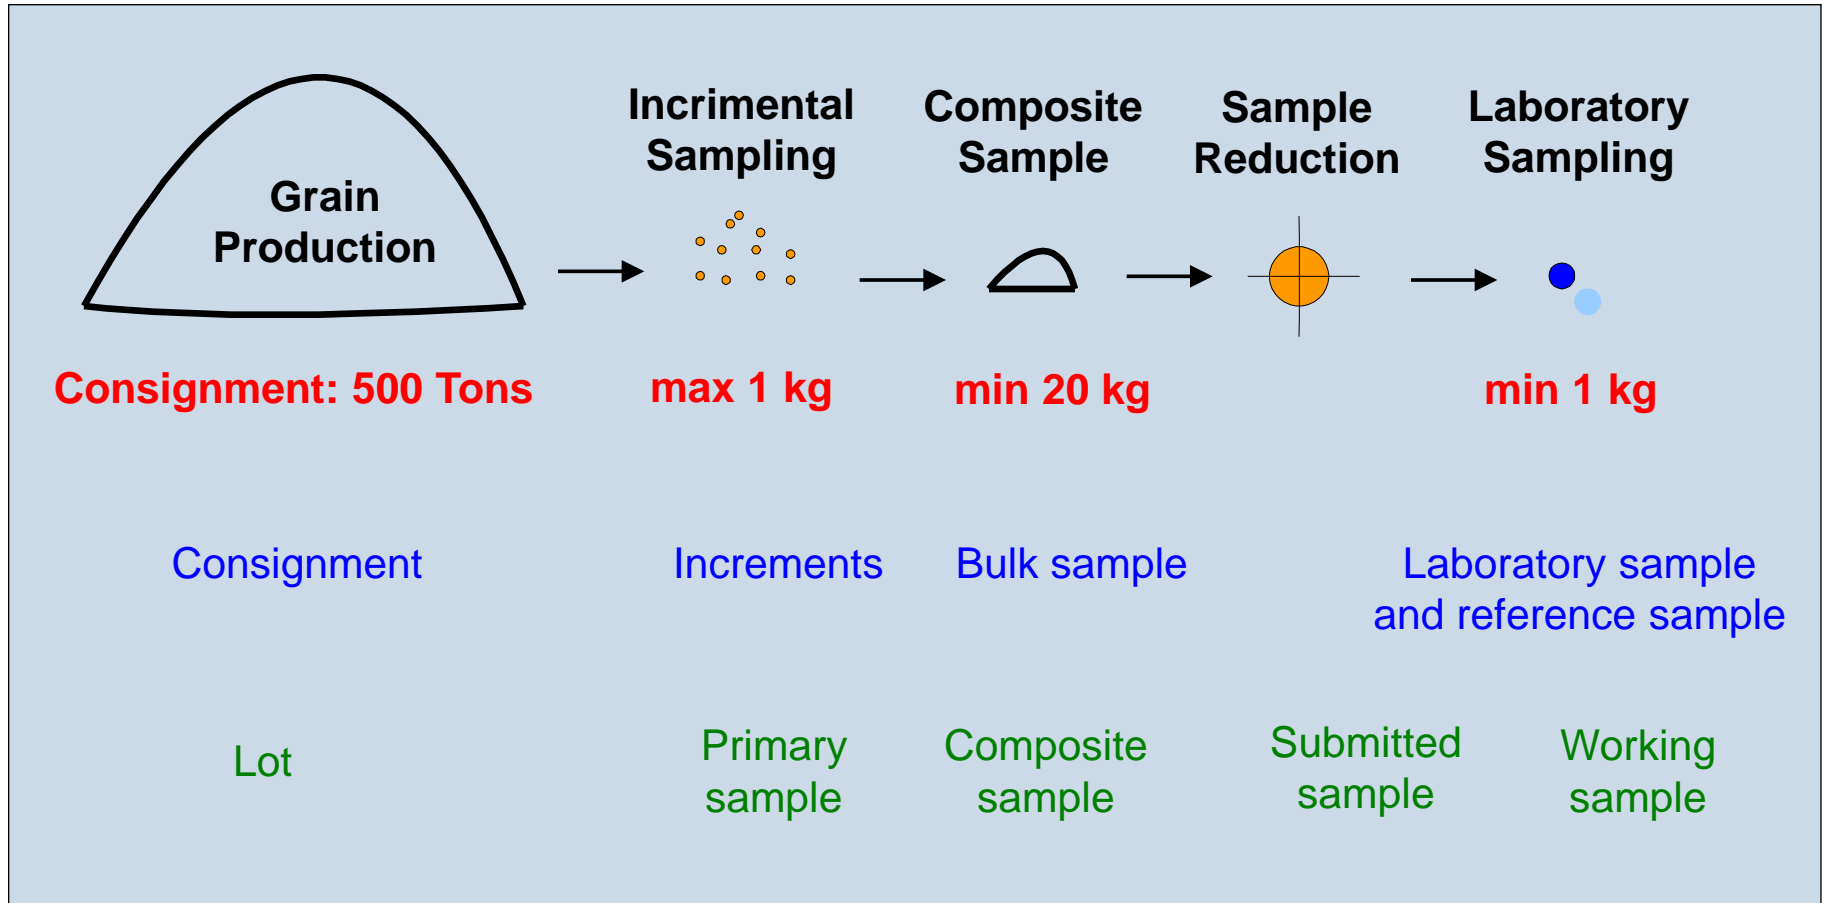 Grain
Production
Incrimental
Sampling
Composite
Sample
Sample
Reduction
Laboratory
Sampling
Consignment: 500 Tons
max 1 kg
min 20 kg
min 1 kg
Consignment
Increments
Bulk sample
Laboratory sample
and reference sample
Lot
Primary
sample
Composite
sample
Submitted
sample
Working
sample